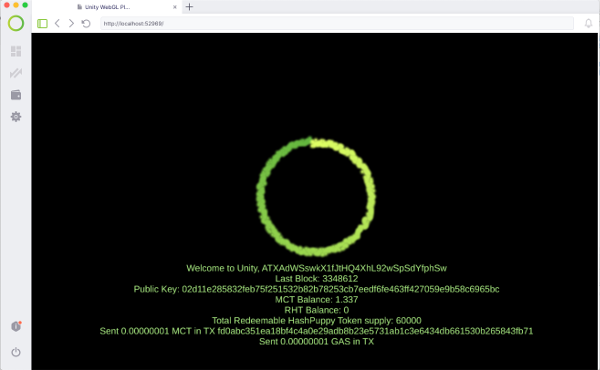 Unity WebGL Pl...
http://localhost:52969/
Welcome to Unity, ATXAdWSswkX1fJtHQ4XhL92wSpSdYfphSw
Last Block: 3348612
Public Key: 02d11e285832feb75f251532b82b78253cb7eedf6fe463ff427059e9b58c6965bc
MCT Balance: 1.337
RHT Balance: 0
Total Redeemable HashPuppy Token supply: 60000
Sent 0.00000001 MCT in TX fd0abc351ea18bf4c4a0e29adb8b23e5731ab1c3e6434db661530b265843fb71
Sent 0.00000001 GAS in TX